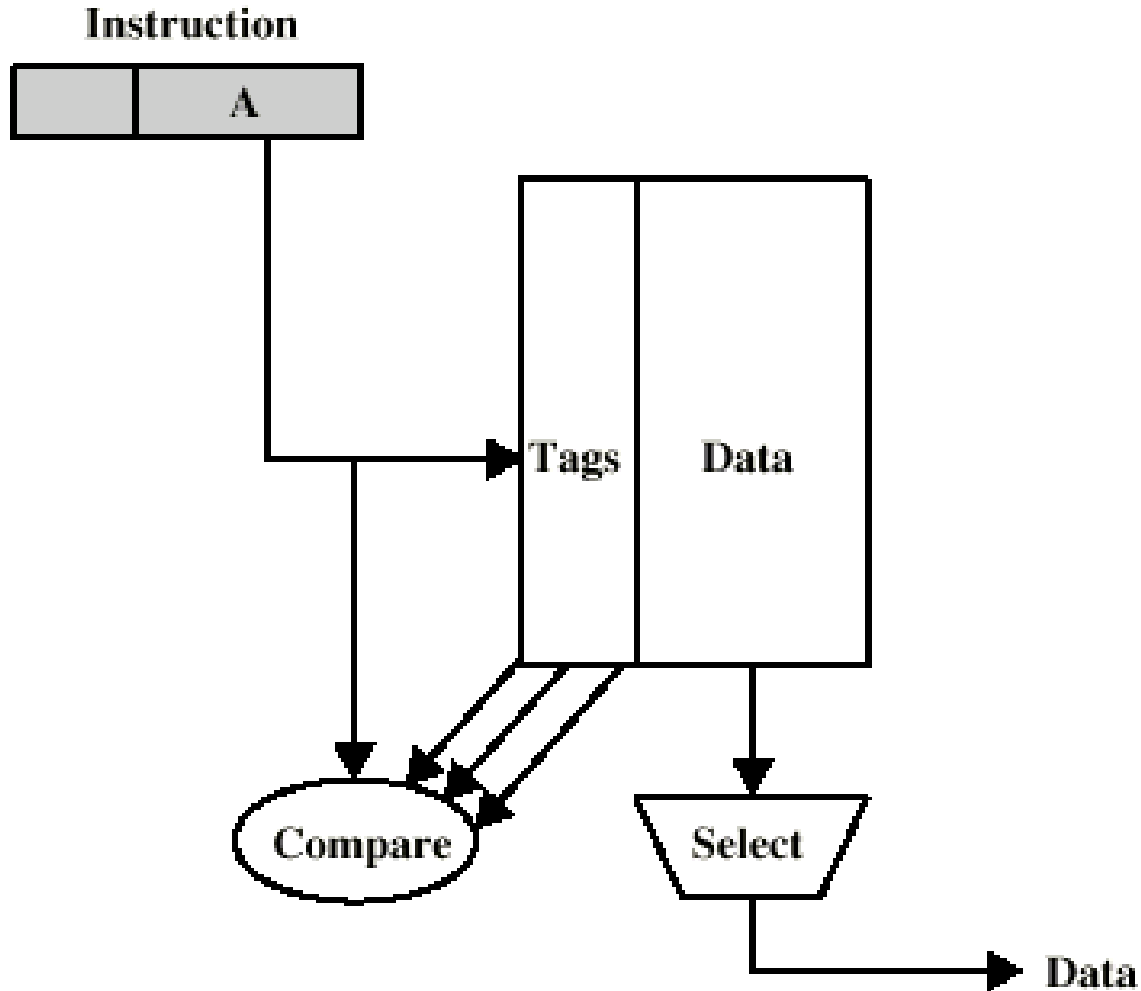 Instruction
A
Tags
Data
Compare
Select
Data